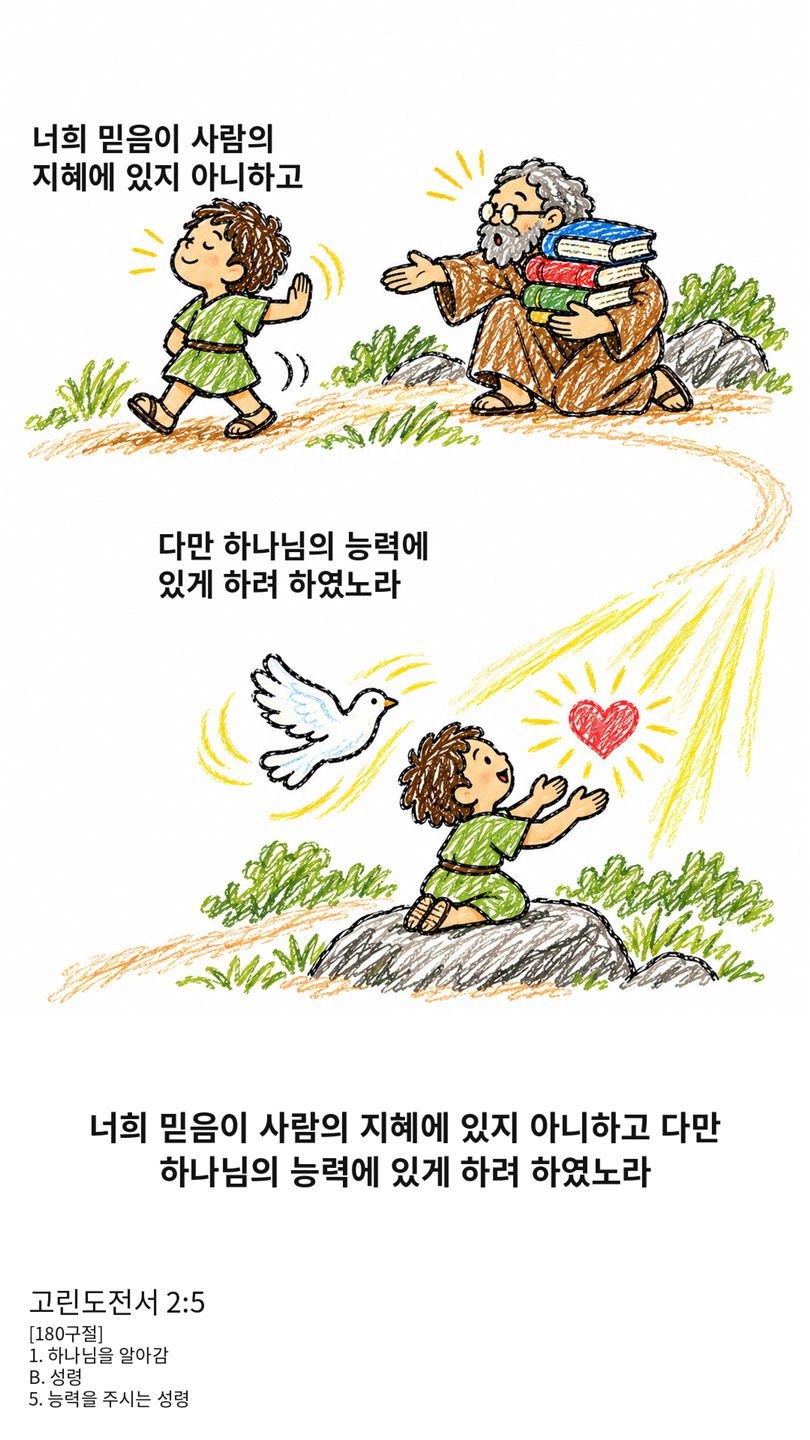 너희 믿음이 사람의
지혜에 있지 아니하고
다만 하나님의 능력에
있게 하려 하였노라
너희 믿음이 사람의 지혜에 있지 아니하고 다만
하나님의 능력에 있게 하려 하였노라
고린도전서 2:5
[180구절]
1. 하나님을 알아감
B. 성령
5. 능력을 주시는 성령